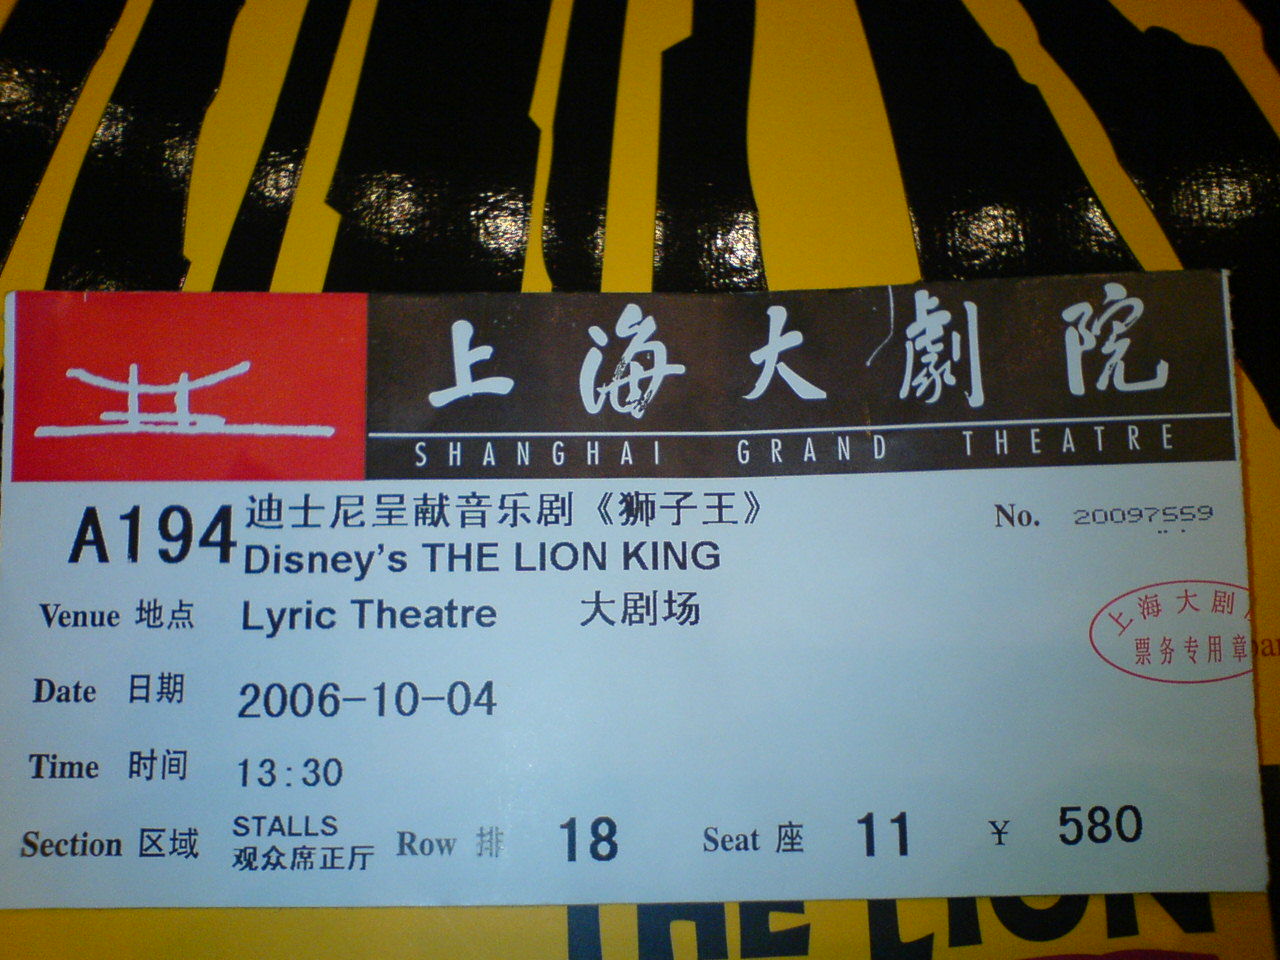 上海大劇院
SHANGHAI GRAND THEATRE
A194 迪士尼呈献音乐剧《狮子王》
Disney's THE LION KING
No. 20097559
Venue 地点 Lyric Theatre 大剧场
上海大剧
票务专用章
Date 日期 2006-10-04
Time 时间 13:30
Section 区域 STALLS 观众席正厅 Row 排 18 Seat 座 11 ¥ 580
THE LION